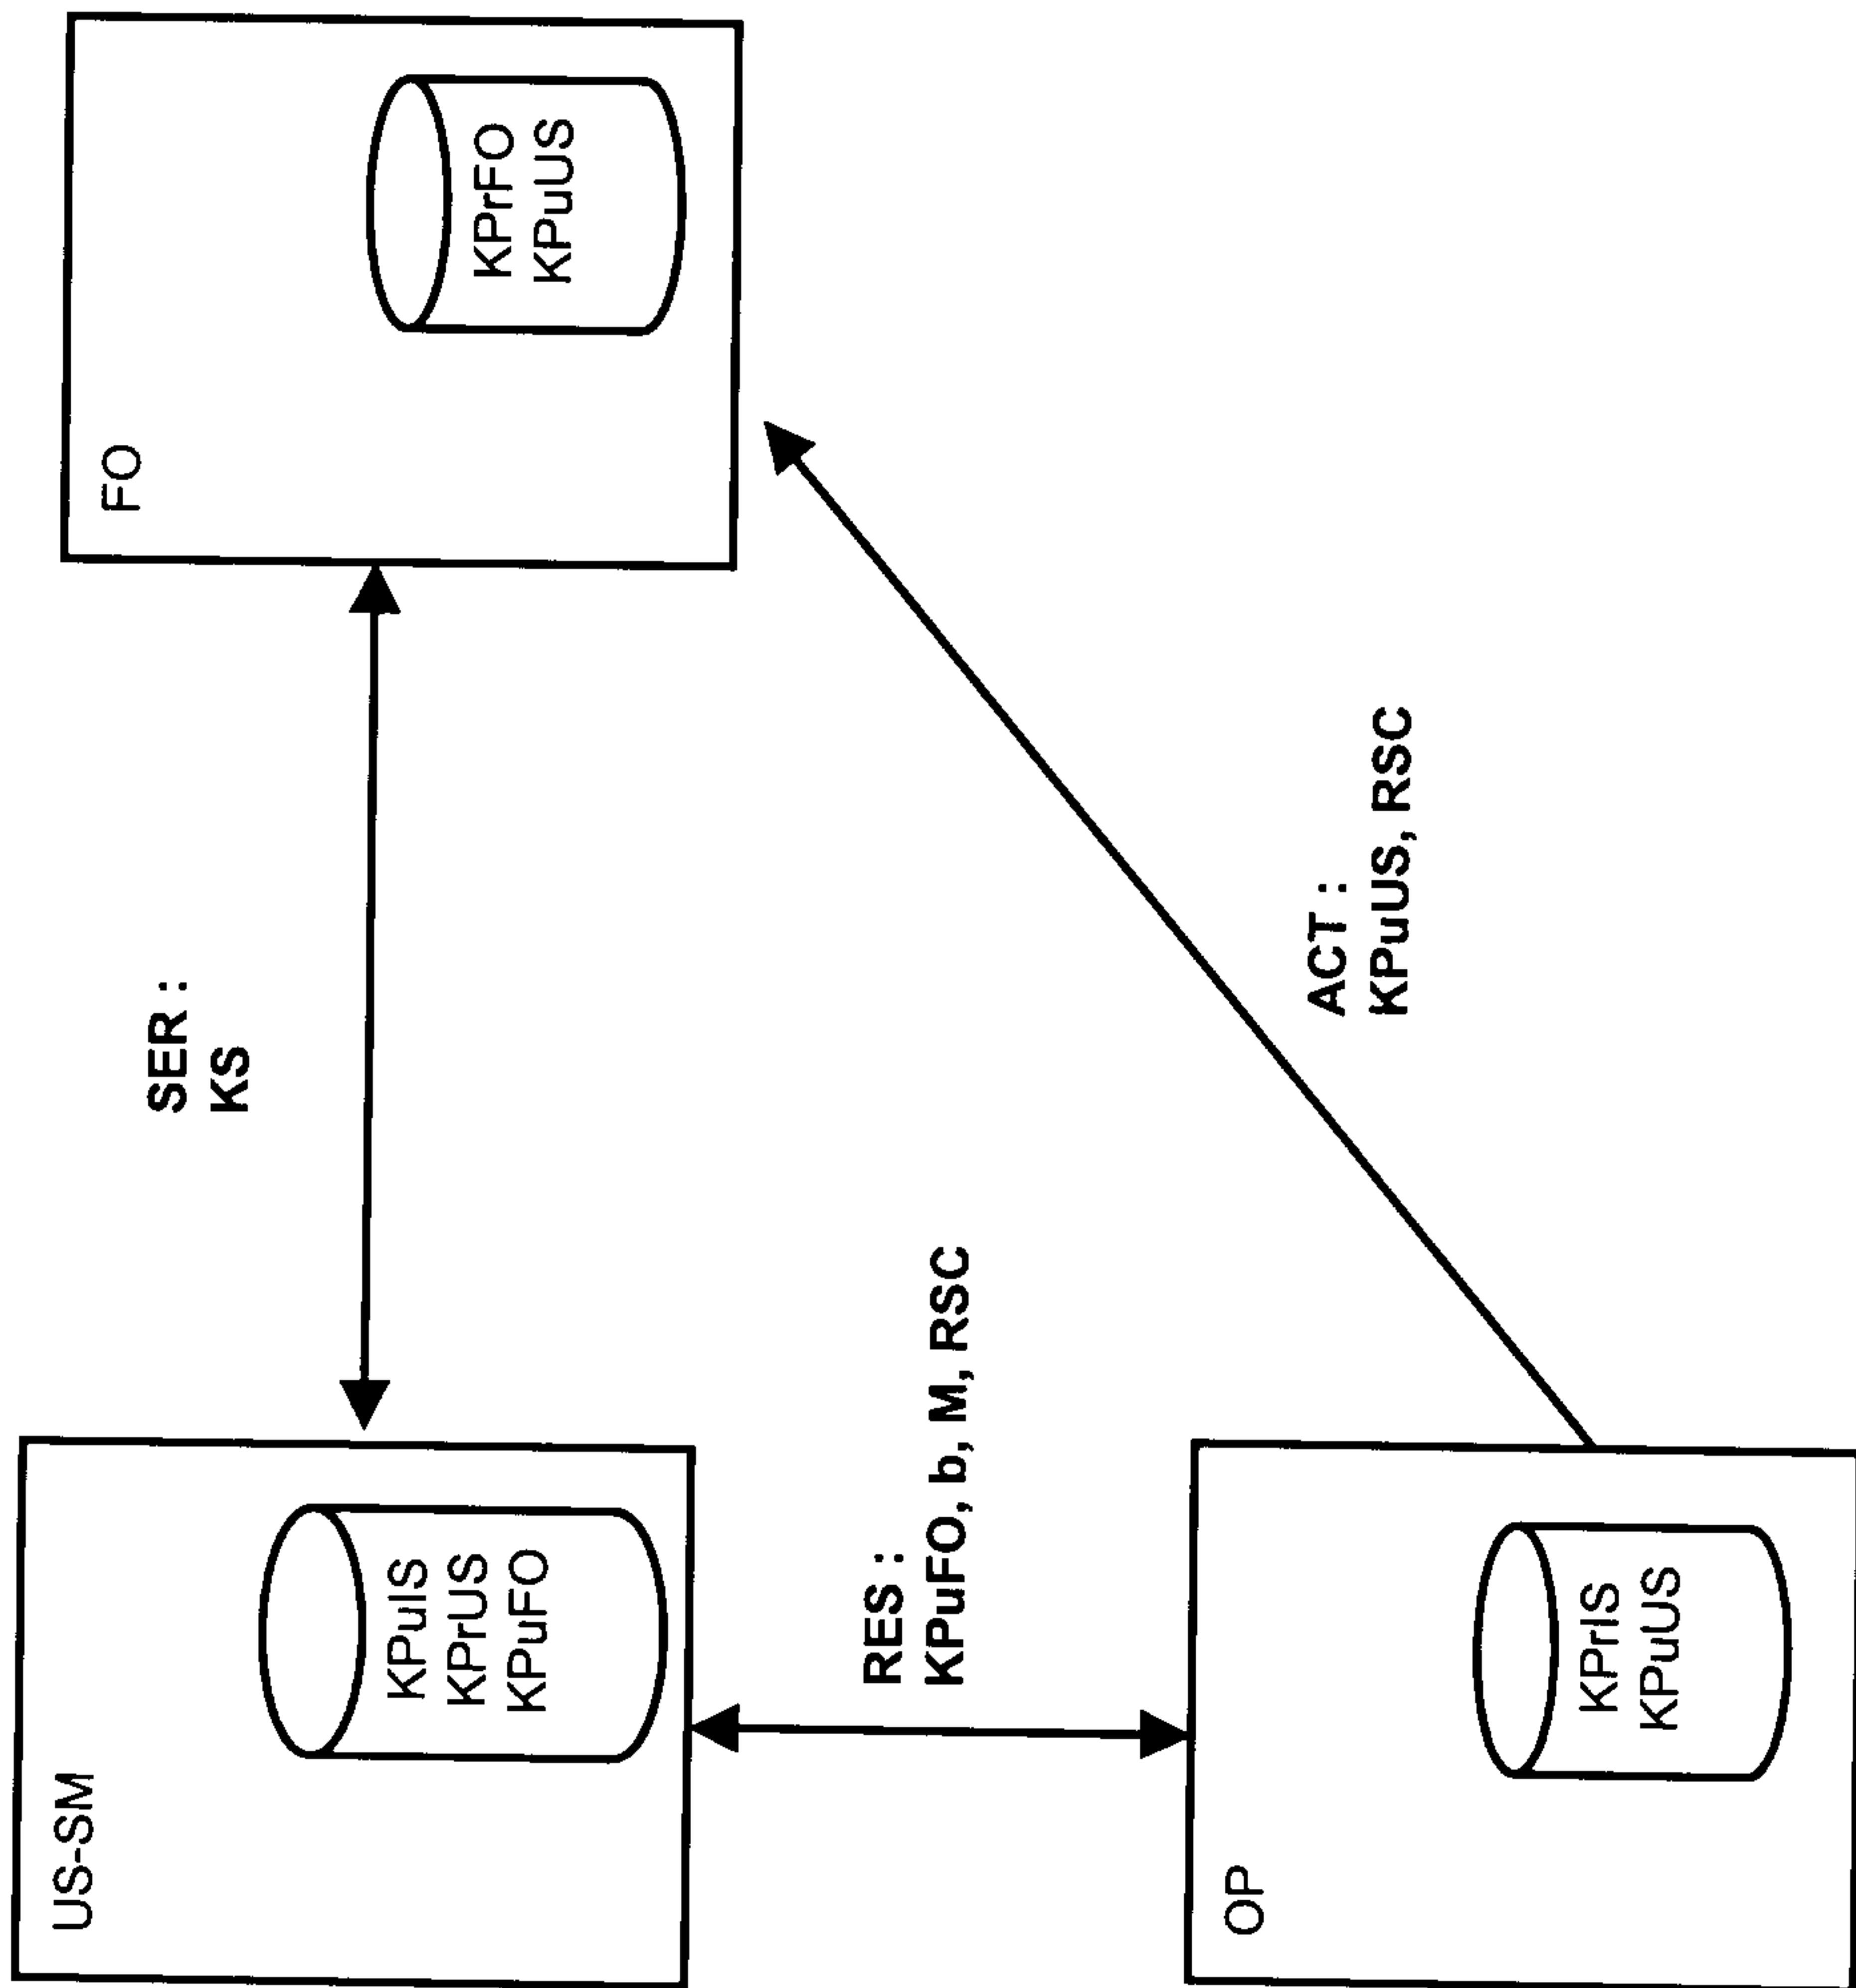 US-SM
KPuIS
KPrUS
KPuFO
SER :
KS
FO
KPrFO
KPuUS
RES :
KPuFO, b, M, RSC
ACT :
KPuUS, RSC
OP
KPrIS
KPuUS